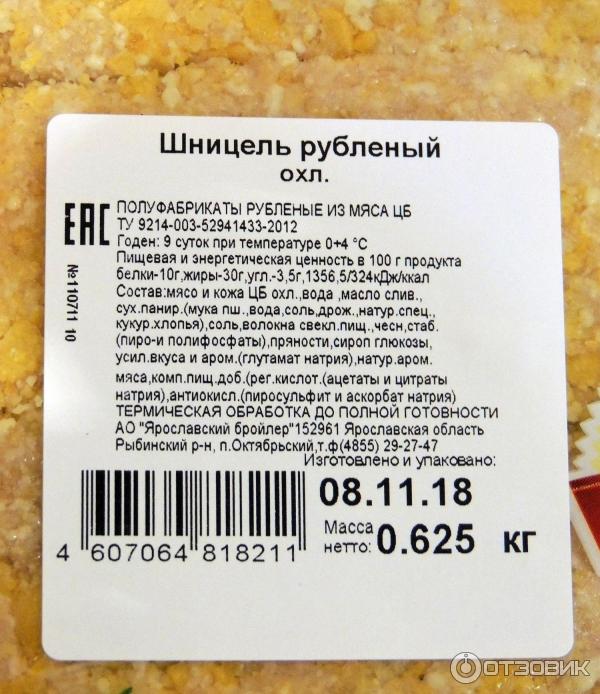 Шницель рубленый
охл.
ЕАС
№110711 10
ПОЛУФАБРИКАТЫ РУБЛЕНЫЕ ИЗ МЯСА ЦБ
ТУ 9214-003-52941433-2012
Годен: 9 суток при температуре 0+4 °С
Пищевая и энергетическая ценность в 100 г продукта
белки-10г,жиры-30г,угл.-3,5г,1356,5/324кДж/ккал
Состав:мясо и кожа ЦБ охл.,вода ,масло слив.,
сух.панир.(мука пш.,вода,соль,дрож.,натур.спец.,
кукур.хлопья),соль,волокна свекл.пищ.,чесн,стаб.
(пиро-и полифосфаты),пряности,сироп глюкозы,
усил.вкуса и аром.(глутамат натрия),натур.аром.
мяса,комп.пищ.доб.(рег.кислот.(ацетаты и цитраты
натрия),антиокисл.(пиросульфит и аскорбат натрия)
ТЕРМИЧЕСКАЯ ОБРАБОТКА ДО ПОЛНОЙ ГОТОВНОСТИ
АО "Ярославский бройлер"152961 Ярославская область
Рыбинский р-н, п.Октябрьский,т.ф(4855) 29-27-47
Изготовлено и упаковано:
08.11.18
Масса
нетто: 0.625 кг
4 607064 818211
ОТЗОВИК